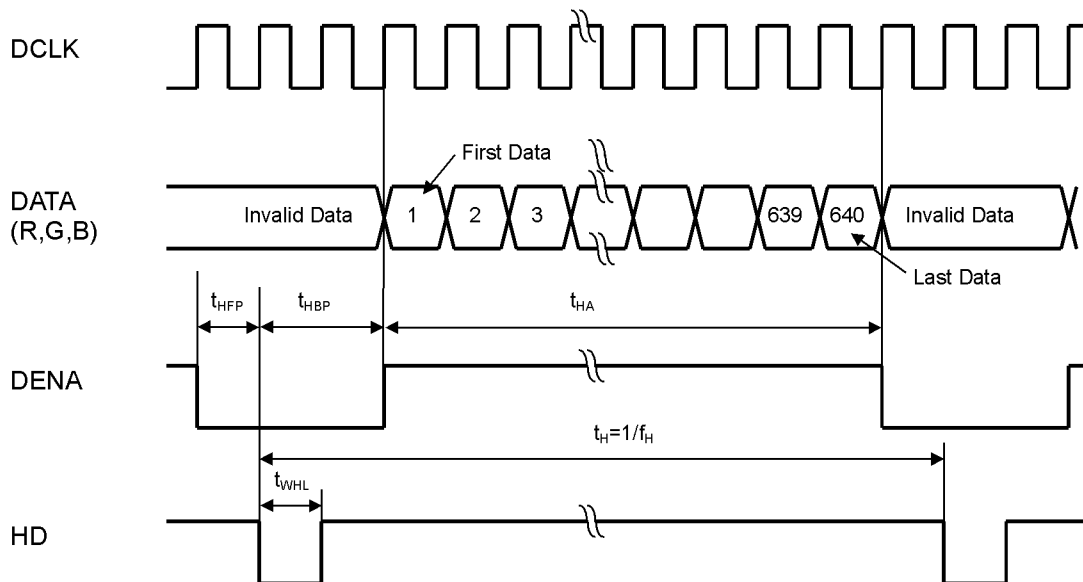 DCLK
First Data
DATA
(R,G,B)
Invalid Data 1 2 3 639 640 Invalid Data
Last Data
tHFP tHBP tHA
DENA
tH=1/fH
tWHL
HD